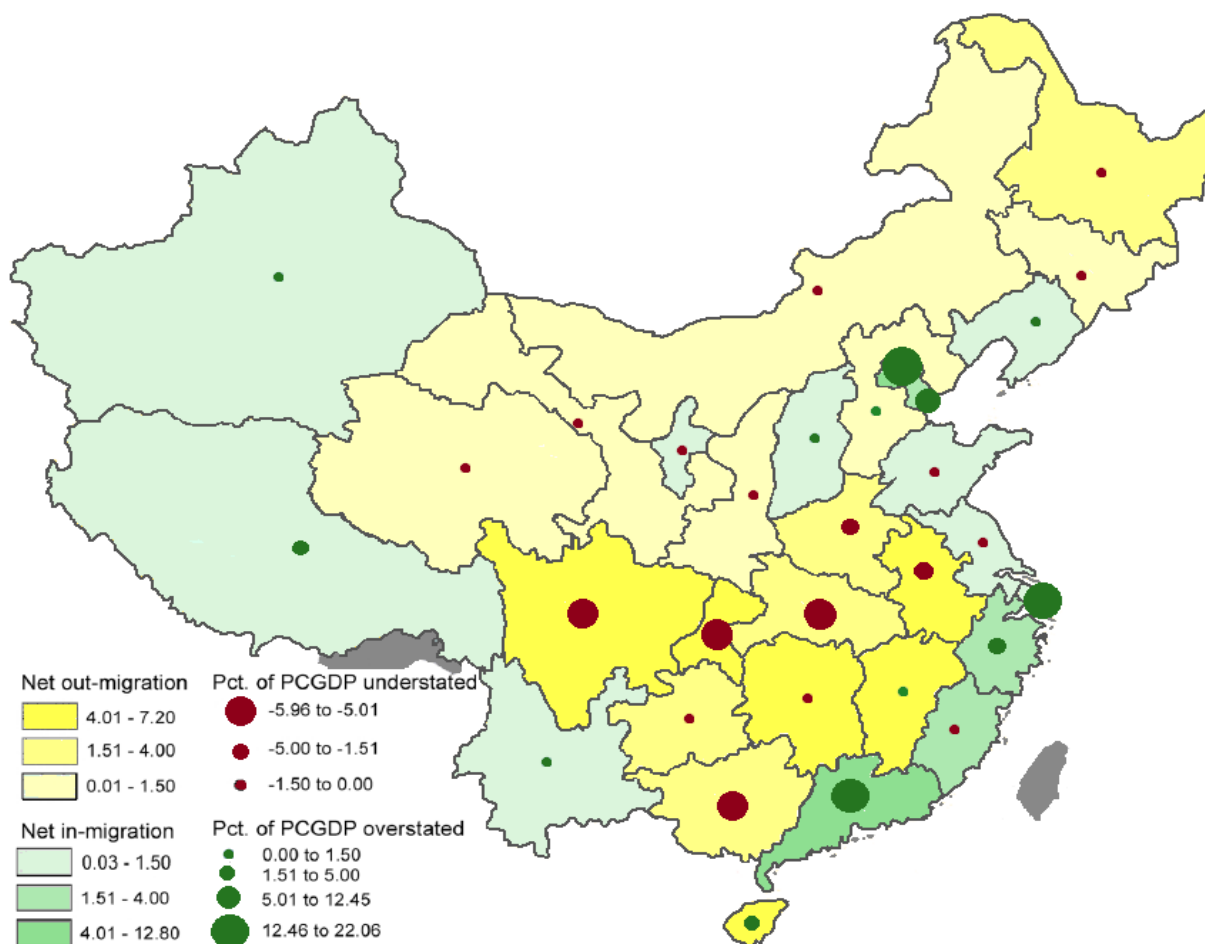 Net out-migration
4.01 - 7.20
1.51 - 4.00
0.01 - 1.50
Pct. of PCGDP understated
-5.96 to -5.01
-5.00 to -1.51
-1.50 to 0.00
Net in-migration
0.03 - 1.50
1.51 - 4.00
4.01 - 12.80
Pct. of PCGDP overstated
0.00 to 1.50
1.51 to 5.00
5.01 to 12.45
12.46 to 22.06